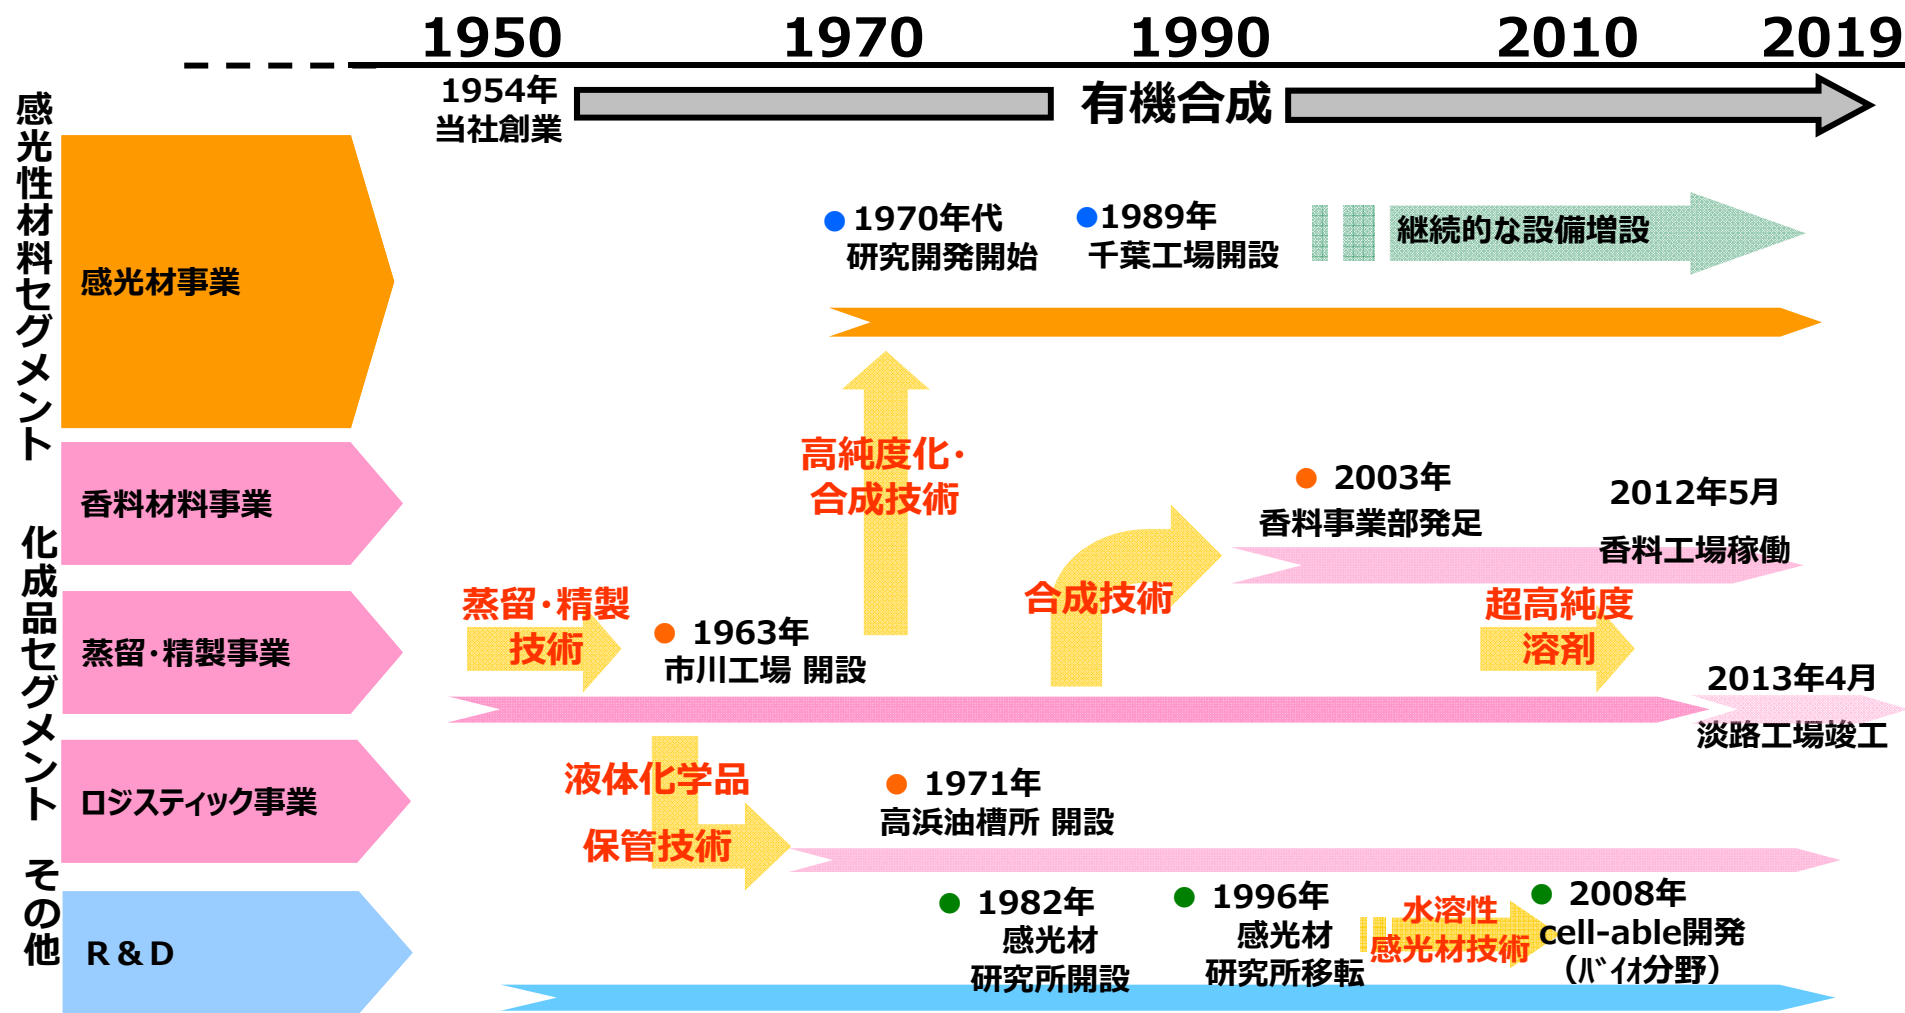 1950
1970
1990
2010
2019
1954年
当社創業
有機合成
感光性材料セグメント
感光材事業
●1970年代
研究開発開始
●1989年
千葉工場開設
継続的な設備増設
高純度化・
合成技術
化成品セグメント
香料材料事業
● 2003年
香料事業部発足
2012年5月
香料工場稼働
合成技術
蒸留・精製事業
蒸留・精製
技術
● 1963年
市川工場 開設
超高純度
溶剤
2013年4月
淡路工場竣工
ロジスティック事業
液体化学品
保管技術
● 1971年
高浜油槽所 開設
その他
R&D
● 1982年
感光材
研究所開設
● 1996年
感光材
研究所移転
水溶性
感光材技術
● 2008年
cell-able開発
(バイオ分野)